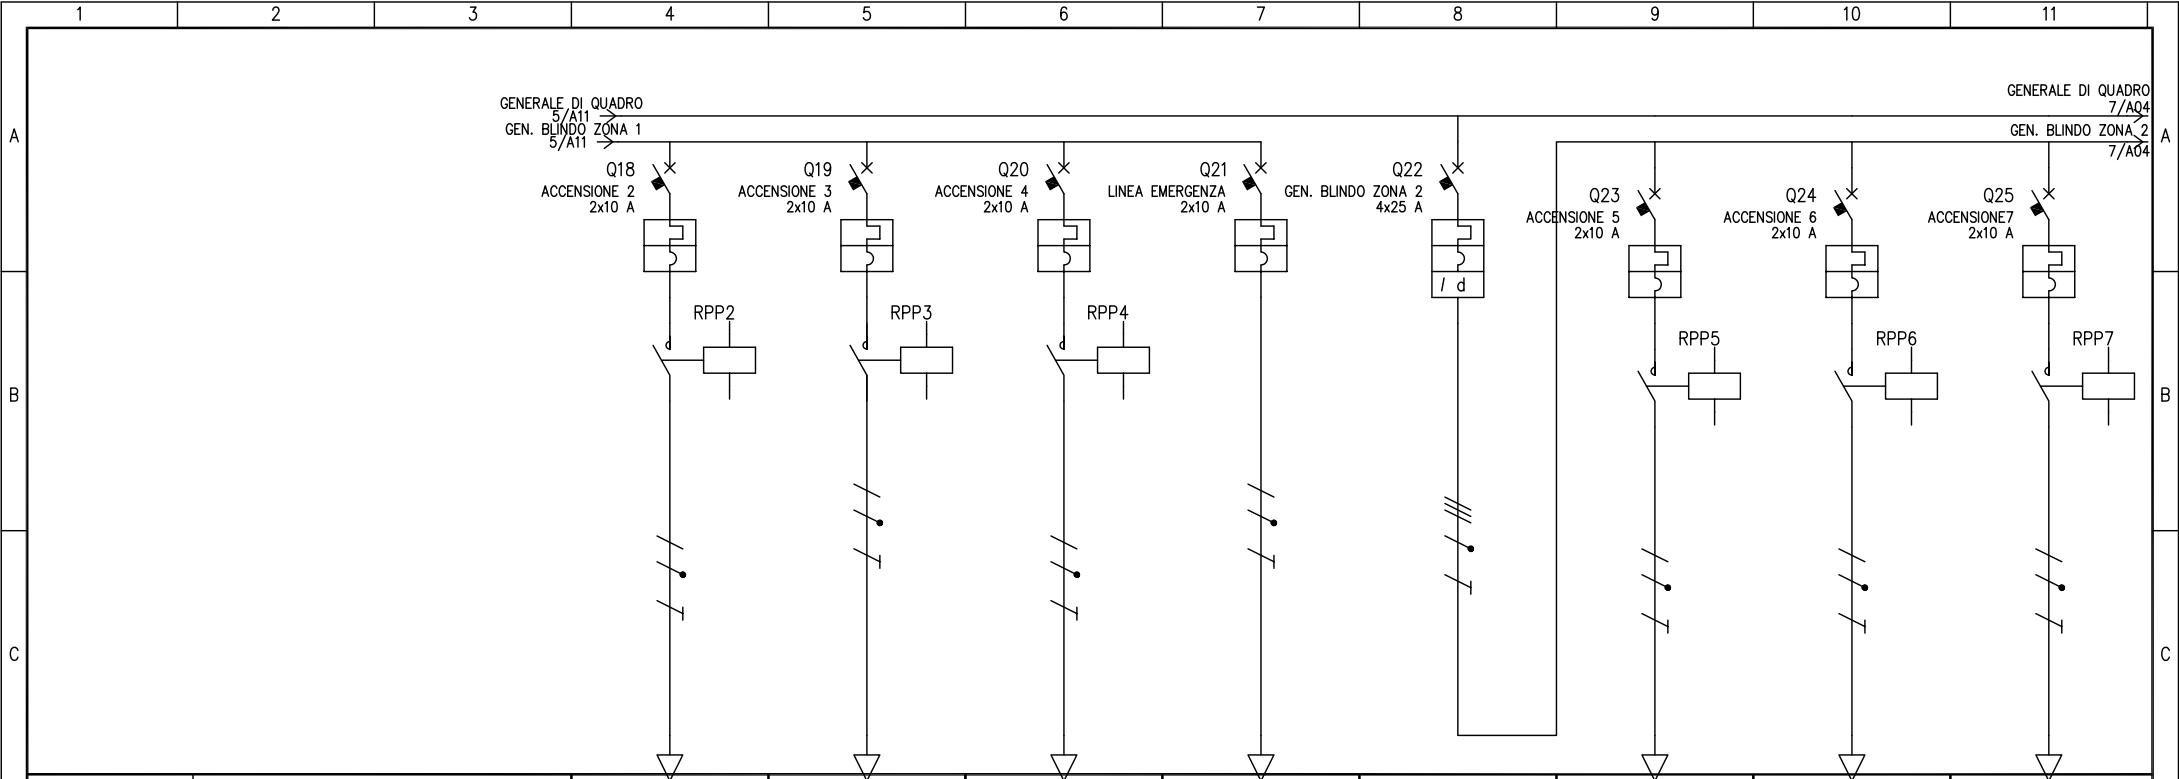 1 2 3 4 5 6 7 8 9 10 11
GENERALE DI QUADRO
5/A11
GEN. BLINDO ZONA 1
5/A11
GENERALE DI QUADRO
7/A04
GEN. BLINDO ZONA 2
7/A04
A A
Q18
ACCENSIONE 2
2x10 A
Q19
ACCENSIONE 3
2x10 A
Q20
ACCENSIONE 4
2x10 A
Q21
LINEA EMERGENZA
2x10 A
Q22
GEN. BLINDO ZONA 2
4x25 A
I d
Q23
ACCENSIONE 5
2x10 A
Q24
ACCENSIONE 6
2x10 A
Q25
ACCENSIONE7
2x10 A
RPP2
RPP3
RPP4
RPP5
RPP6
RPP7
B B
C C